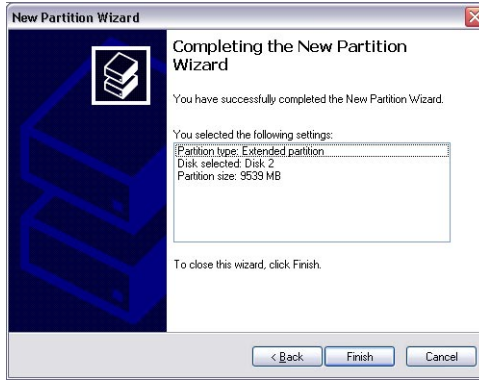 New Partition Wizard
Completing the New Partition
Wizard
You have successfully completed the New Partition Wizard.
You selected the following settings:
Partition type: Extended partition
Disk selected: Disk 2
Partition size: 9539 MB
To close this wizard, click Finish.
< Back Finish Cancel